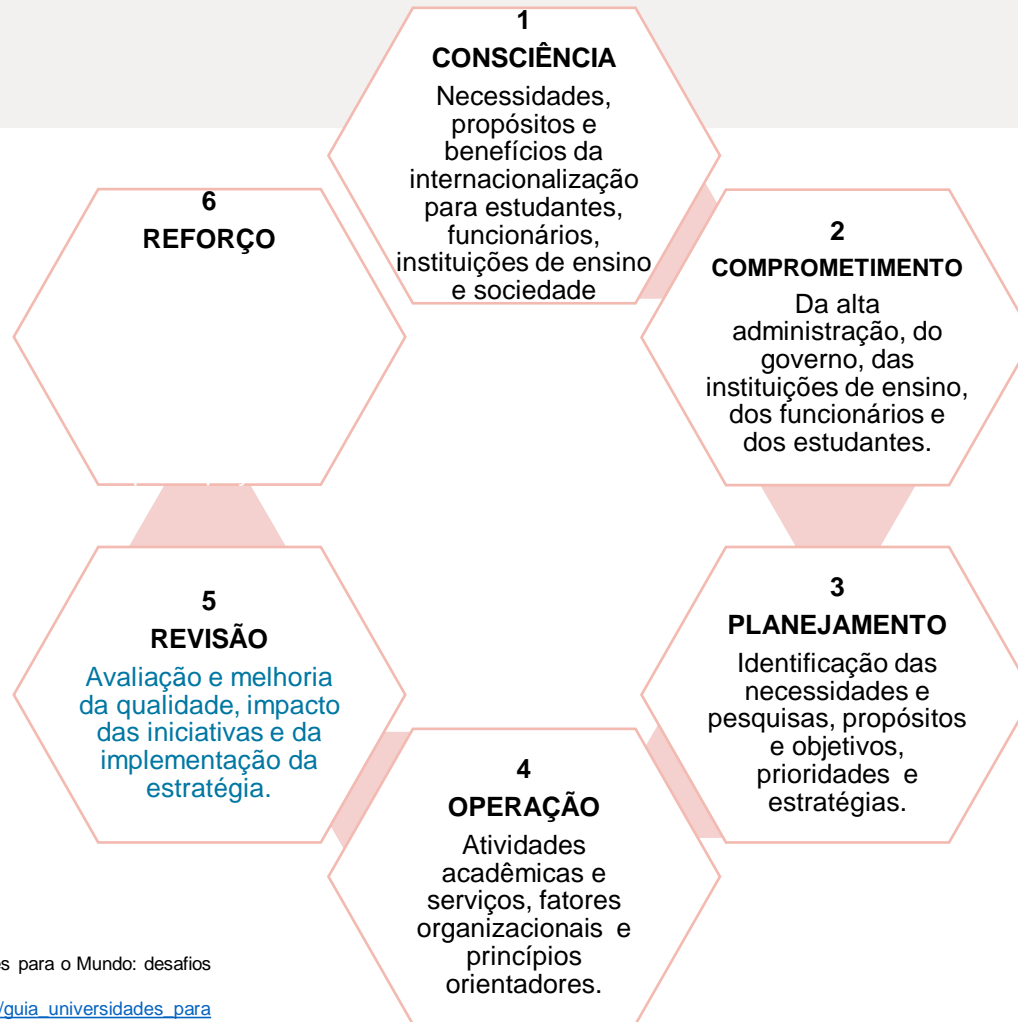 1
CONSCIÊNCIA
Necessidades,
propósitos e
benefícios da
internacionalização
para estudantes,
funcionários,
instituições de ensino
e sociedade
2
COMPROMETIMENTO
Da alta
administração, do
governo, das
instituições de ensino,
dos funcionários e
dos estudantes.
3
PLANEJAMENTO
Identificação das
necessidades e
pesquisas, propósitos
e objetivos,
prioridades e
estratégias.
4
OPERAÇÃO
Atividades
acadêmicas e
serviços, fatores
organizacionais e
princípios
orientadores.
5
REVISÃO
Avaliação e melhoria
da qualidade, impacto
das iniciativas e da
implementação da
estratégia.
6
REFORÇO
es para o Mundo: desafios
/guia_universidades_para